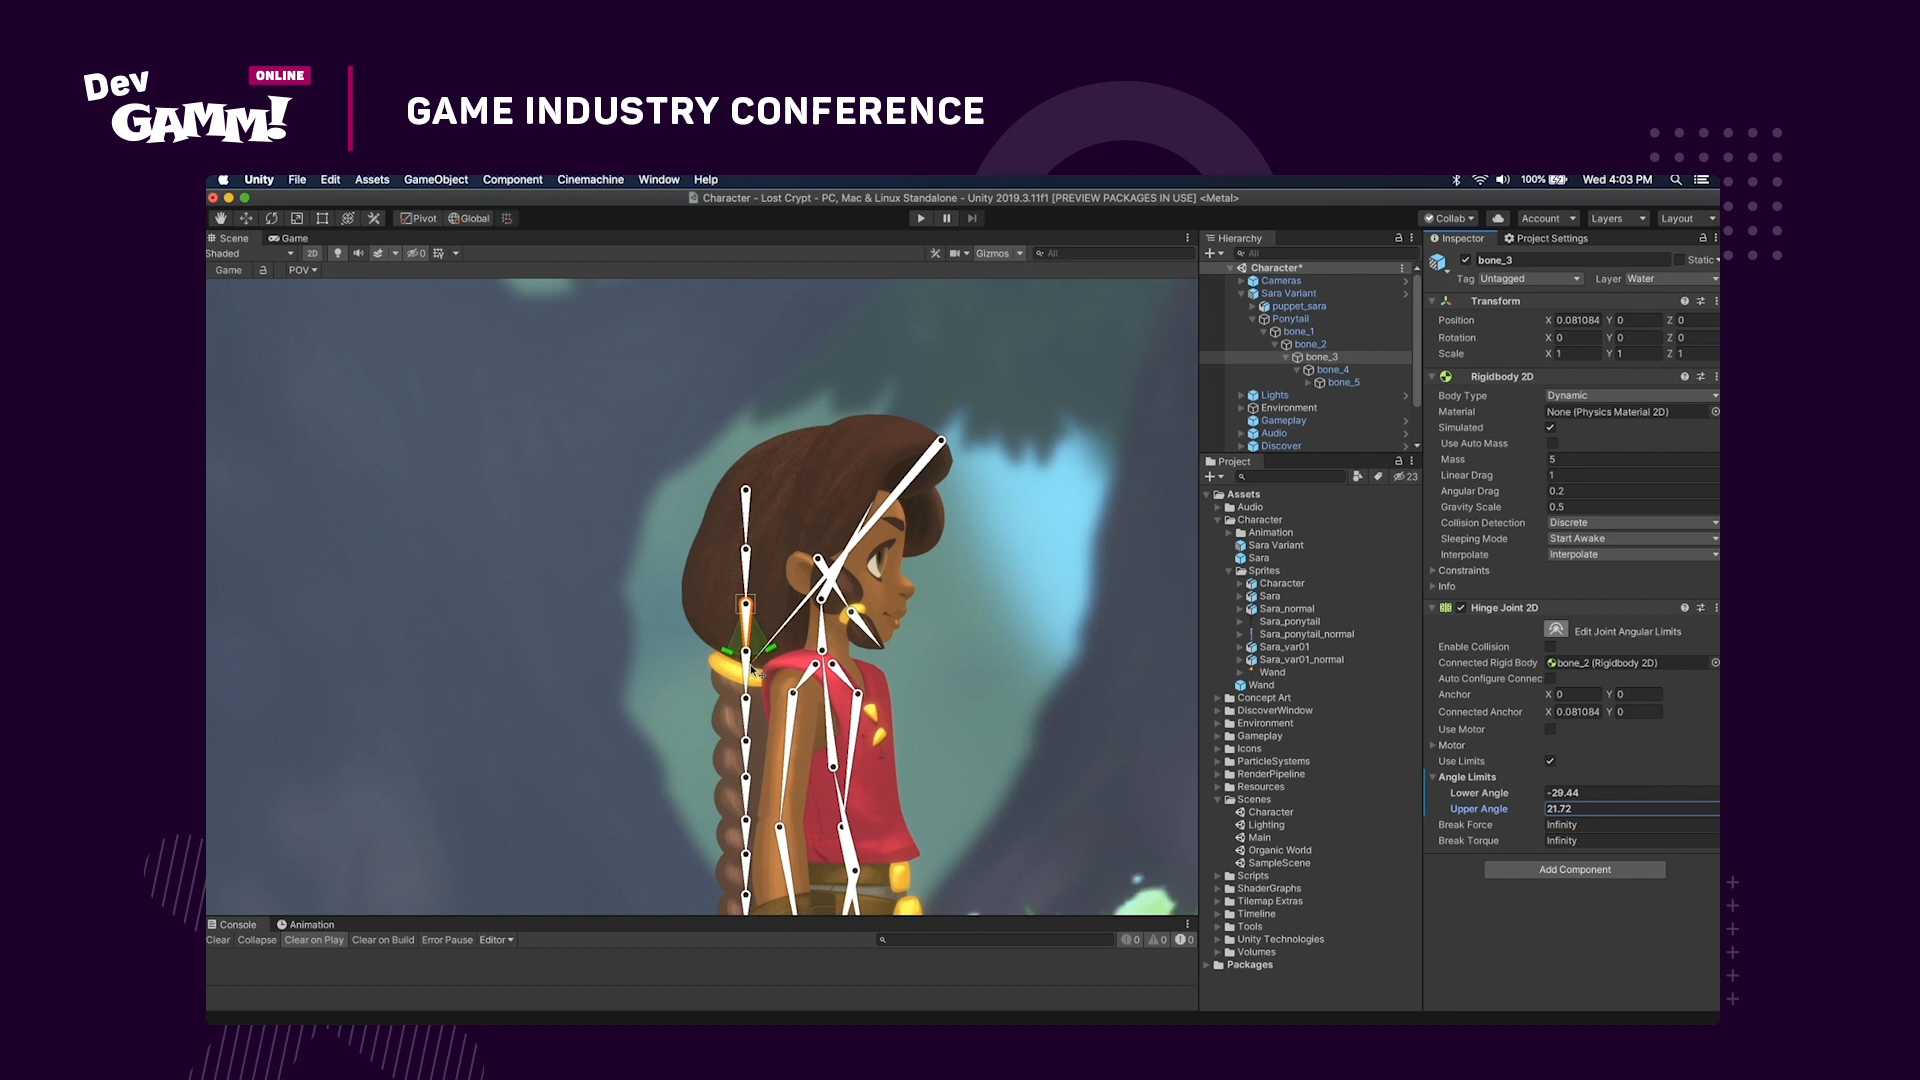 Dev
GAMM!
ONLINE
GAME INDUSTRY CONFERENCE
Unity File Edit Assets GameObject Component Cinemachine Window Help
100% Wed 4:03 PM
Character - Lost Crypt - PC, Mac & Linux Standalone - Unity 2019.3.11f1 [PREVIEW PACKAGES IN USE] <Metal>
Pivot Global
Collab Account Layers Layout
Scene Game
Shaded 2D 0 Gizmos All
Game POV
Hierarchy
All
Character*
Cameras
Sara Variant
puppet_sara
Ponytail
bone_1
bone_2
bone_3
bone_4
bone_5
Lights
Environment
Gameplay
Audio
Discover
Project
23
Assets
Audio
Character
Animation
Sara Variant
Sara
Sprites
Character
Sara
Sara_normal
Sara_ponytail
Sara_ponytail_normal
Sara_var01
Sara_var01_normal
Wand
Wand
Concept Art
DiscoverWindow
Environment
Gameplay
Icons
ParticleSystems
RenderPipeline
Resources
Scenes
Character
Lighting
Main
Organic World
SampleScene
Scripts
ShaderGraphs
Tilemap Extras
Timeline
Tools
Unity Technologies
Volumes
Packages
Inspector Project Settings
bone_3 Static
Tag Untagged Layer Water
Transform
Position X 0.081084 Y 0 Z 0
Rotation X 0 Y 0 Z 0
Scale X 1 Y 1 Z 1
Rigidbody 2D
Body Type Dynamic
Material None (Physics Material 2D)
Simulated
Use Auto Mass
Mass 5
Linear Drag 1
Angular Drag 0.2
Gravity Scale 0.5
Collision Detection Discrete
Sleeping Mode Start Awake
Interpolate Interpolate
Constraints
Info
Hinge Joint 2D
Edit Joint Angular Limits
Enable Collision
Connected Rigid Body bone_2 (Rigidbody 2D)
Auto Configure Connec
Anchor X 0 Y 0
Connected Anchor X 0.081084 Y 0
Use Motor
Motor
Use Limits
Angle Limits
Lower Angle -29.44
Upper Angle 21.72
Break Force Infinity
Break Torque Infinity
Add Component
Console Animation
Clear Collapse Clear on Play Clear on Build Error Pause Editor 0 0 0